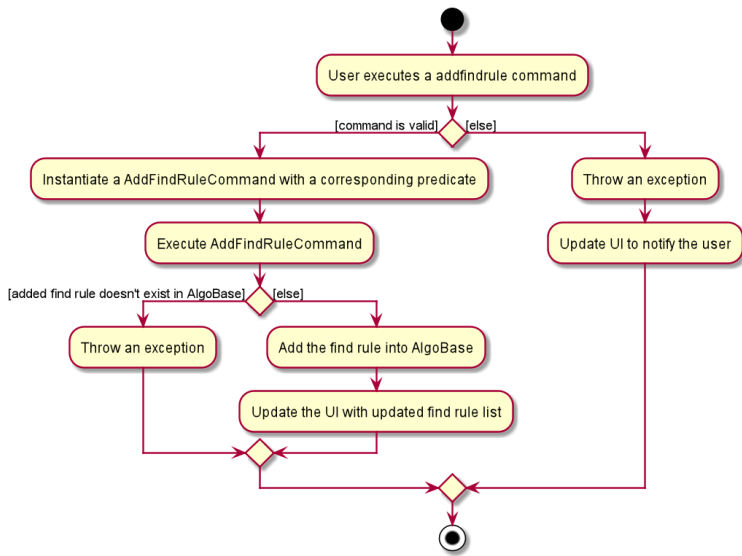 User executes a addfindrule command
[command is valid]
[else]
Instantiate a AddFindRuleCommand with a corresponding predicate
Throw an exception
Execute AddFindRuleCommand
Update UI to notify the user
[added find rule doesn't exist in AlgoBase]
[else]
Throw an exception
Add the find rule into AlgoBase
Update the UI with updated find rule list